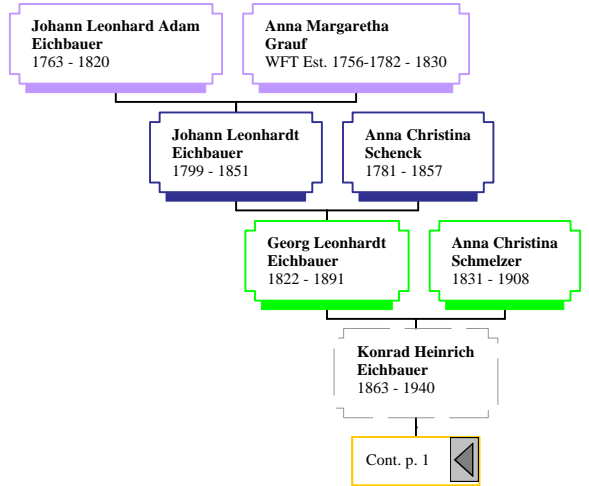 Johann Leonhard Adam
Eichbauer
1763 - 1820
Anna Margaretha
Grauf
WFT Est. 1756-1782 - 1830
Johann Leonhardt
Eichbauer
1799 - 1851
Anna Christina
Schenck
1781 - 1857
Georg Leonhardt
Eichbauer
1822 - 1891
Anna Christina
Schmelzer
1831 - 1908
Konrad Heinrich
Eichbauer
1863 - 1940
Cont. p. 1